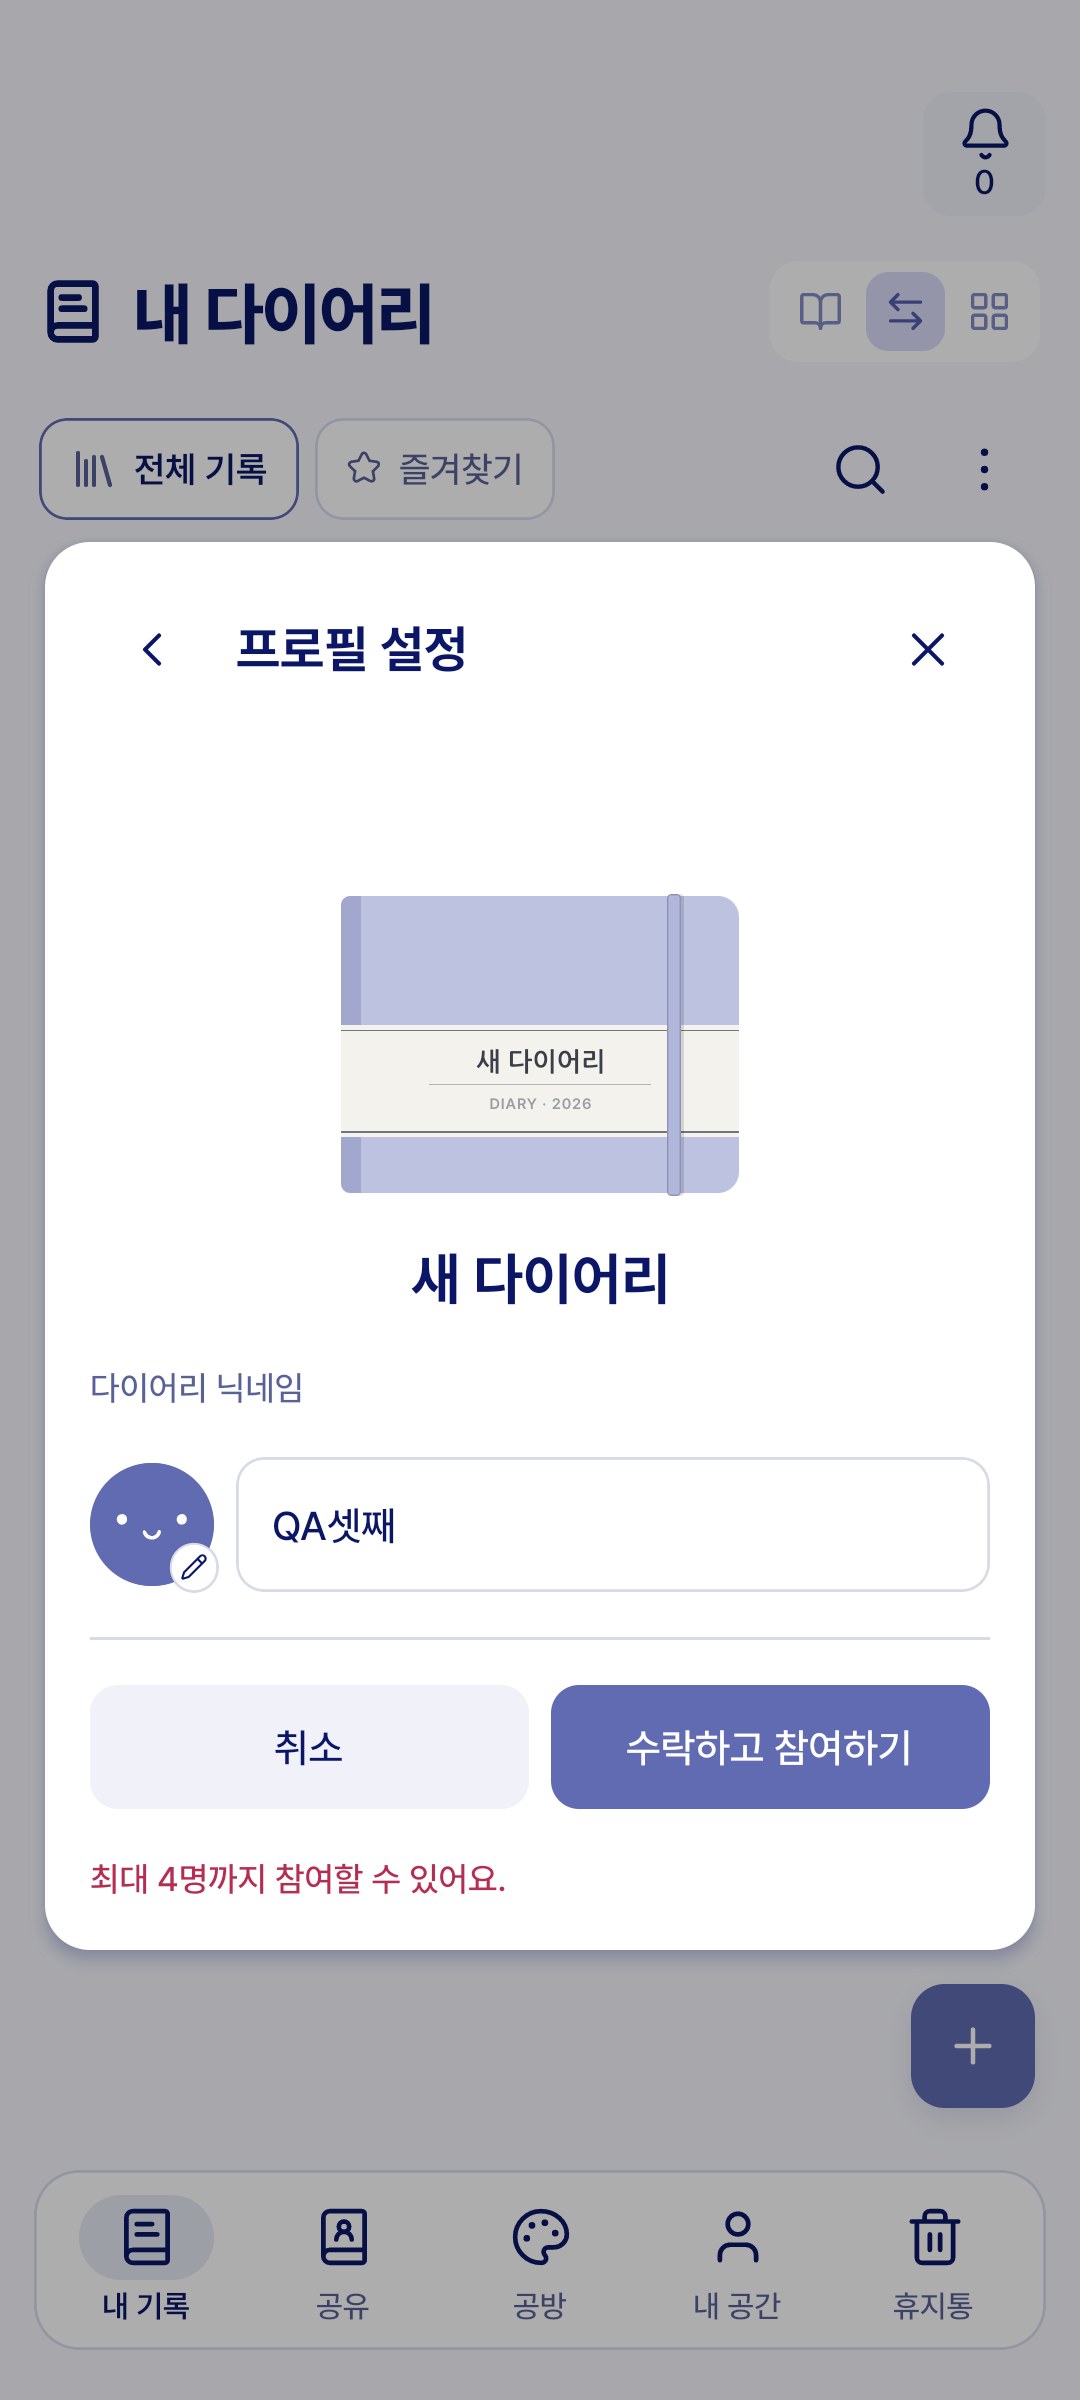 0
내 다이어리
전체 기록
즐겨찾기
프로필 설정
새 다이어리
DIARY · 2026
새 다이어리
다이어리 닉네임
QA셋째
취소
수락하고 참여하기
최대 4명까지 참여할 수 있어요.
내 기록
공유
공방
내 공간
휴지통